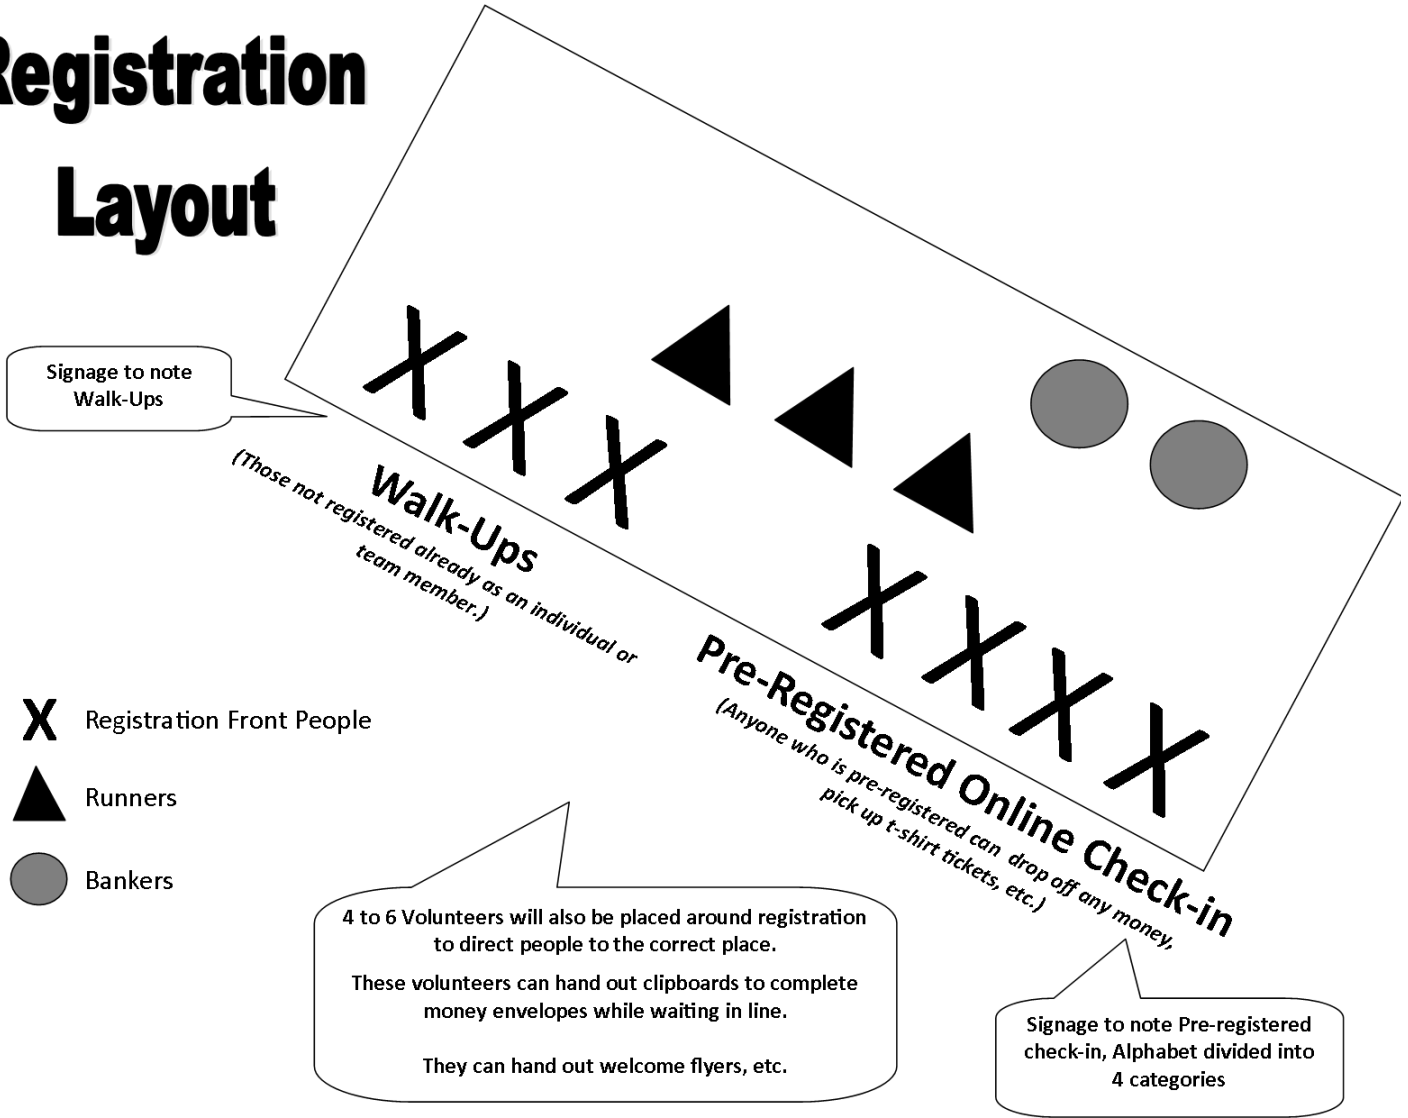 Registration
Layout
Signage to note
Walk-Ups
Walk-Ups
(Those not registered already as an individual or
team member.)
Pre-Registered Online Check-in
(Anyone who is pre-registered can drop off any money,
pick up t-shirt tickets, etc.)
X Registration Front People
Runners
Bankers
4 to 6 Volunteers will also be placed around registration
to direct people to the correct place.
These volunteers can hand out clipboards to complete
money envelopes while waiting in line.
They can hand out welcome flyers, etc.
Signage to note Pre-registered
check-in, Alphabet divided into
4 categories